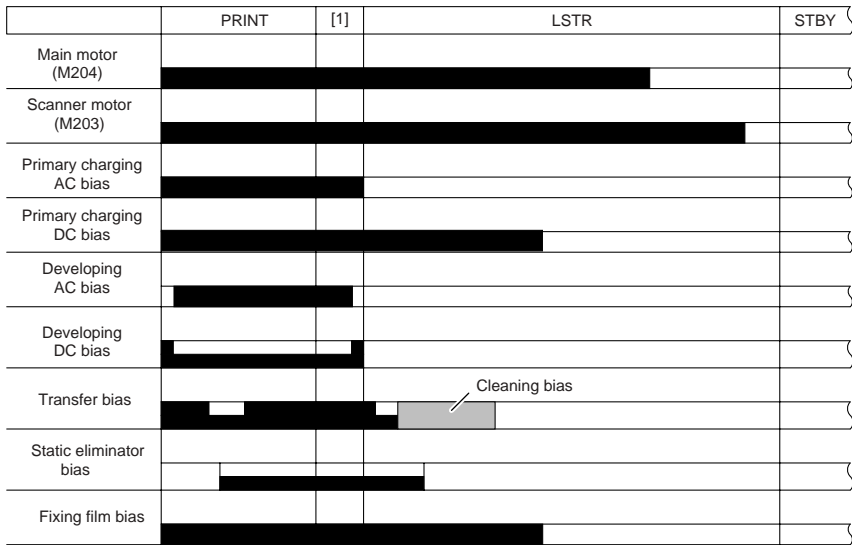 PRINT [1] LSTR STBY
Main motor
(M204)
Scanner motor
(M203)
Primary charging
AC bias
Primary charging
DC bias
Developing
AC bias
Developing
DC bias
Transfer bias
Cleaning bias
Static eliminator
bias
Fixing film bias